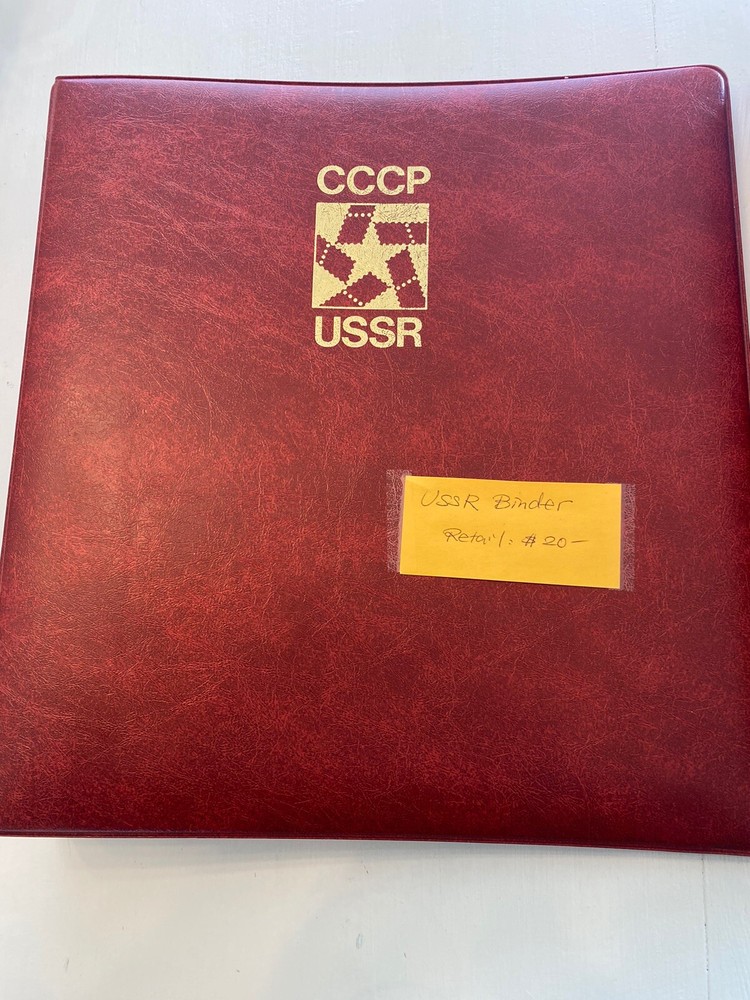 СССР
USSR
USSR Binder
Retail: $20-